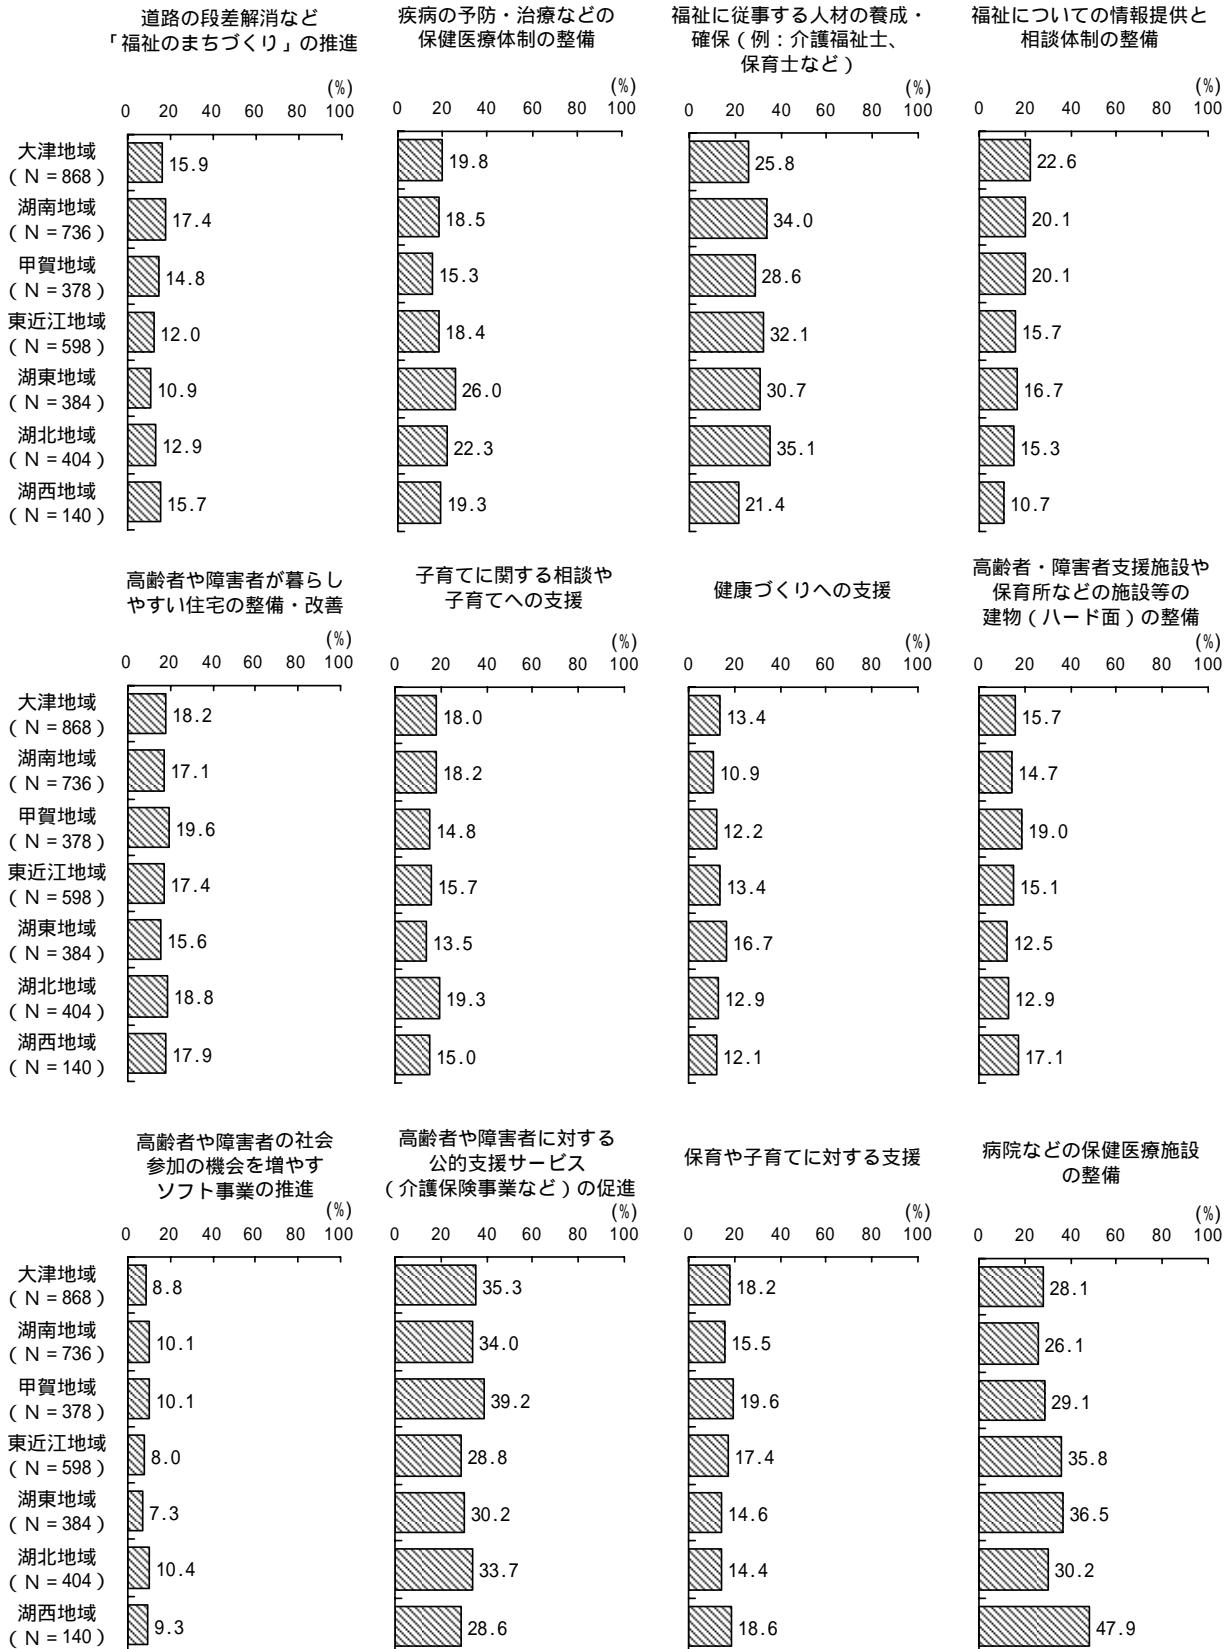 道路の段差解消など
「福祉のまちづくり」の推進
疾病の予防・治療などの
保健医療体制の整備
福祉に従事する人材の養成・
確保（例：介護福祉士、
保育士など）
福祉についての情報提供と
相談体制の整備
(%) (%) (%) (%)
0 20 40 60 80 100 0 20 40 60 80 100 0 20 40 60 80 100 0 20 40 60 80 100
大津地域
（Ｎ＝868） 15.9 19.8 25.8 22.6
湖南地域
（Ｎ＝736） 17.4 18.5 34.0 20.1
甲賀地域
（Ｎ＝378） 14.8 15.3 28.6 20.1
東近江地域
（Ｎ＝598） 12.0 18.4 32.1 15.7
湖東地域
（Ｎ＝384） 10.9 26.0 30.7 16.7
湖北地域
（Ｎ＝404） 12.9 22.3 35.1 15.3
湖西地域
（Ｎ＝140） 15.7 19.3 21.4 10.7
高齢者や障害者が暮らし
やすい住宅の整備・改善
子育てに関する相談や
子育てへの支援
健康づくりへの支援
高齢者・障害者支援施設や
保育所などの施設等の
建物（ハード面）の整備
(%) (%) (%) (%)
0 20 40 60 80 100 0 20 40 60 80 100 0 20 40 60 80 100 0 20 40 60 80 100
大津地域
（Ｎ＝868） 18.2 18.0 13.4 15.7
湖南地域
（Ｎ＝736） 17.1 18.2 10.9 14.7
甲賀地域
（Ｎ＝378） 19.6 14.8 12.2 19.0
東近江地域
（Ｎ＝598） 17.4 15.7 13.4 15.1
湖東地域
（Ｎ＝384） 15.6 13.5 16.7 12.5
湖北地域
（Ｎ＝404） 18.8 19.3 12.9 12.9
湖西地域
（Ｎ＝140） 17.9 15.0 12.1 17.1
高齢者や障害者の社会
参加の機会を増やす
ソフト事業の推進
高齢者や障害者に対する
公的支援サービス
（介護保険事業など）の促進
保育や子育てに対する支援
病院などの保健医療施設
の整備
(%) (%) (%) (%)
0 20 40 60 80 100 0 20 40 60 80 100 0 20 40 60 80 100 0 20 40 60 80 100
大津地域
（Ｎ＝868） 8.8 35.3 18.2 28.1
湖南地域
（Ｎ＝736） 10.1 34.0 15.5 26.1
甲賀地域
（Ｎ＝378） 10.1 39.2 19.6 29.1
東近江地域
（Ｎ＝598） 8.0 28.8 17.4 35.8
湖東地域
（Ｎ＝384） 7.3 30.2 14.6 36.5
湖北地域
（Ｎ＝404） 10.4 33.7 14.4 30.2
湖西地域
（Ｎ＝140） 9.3 28.6 18.6 47.9